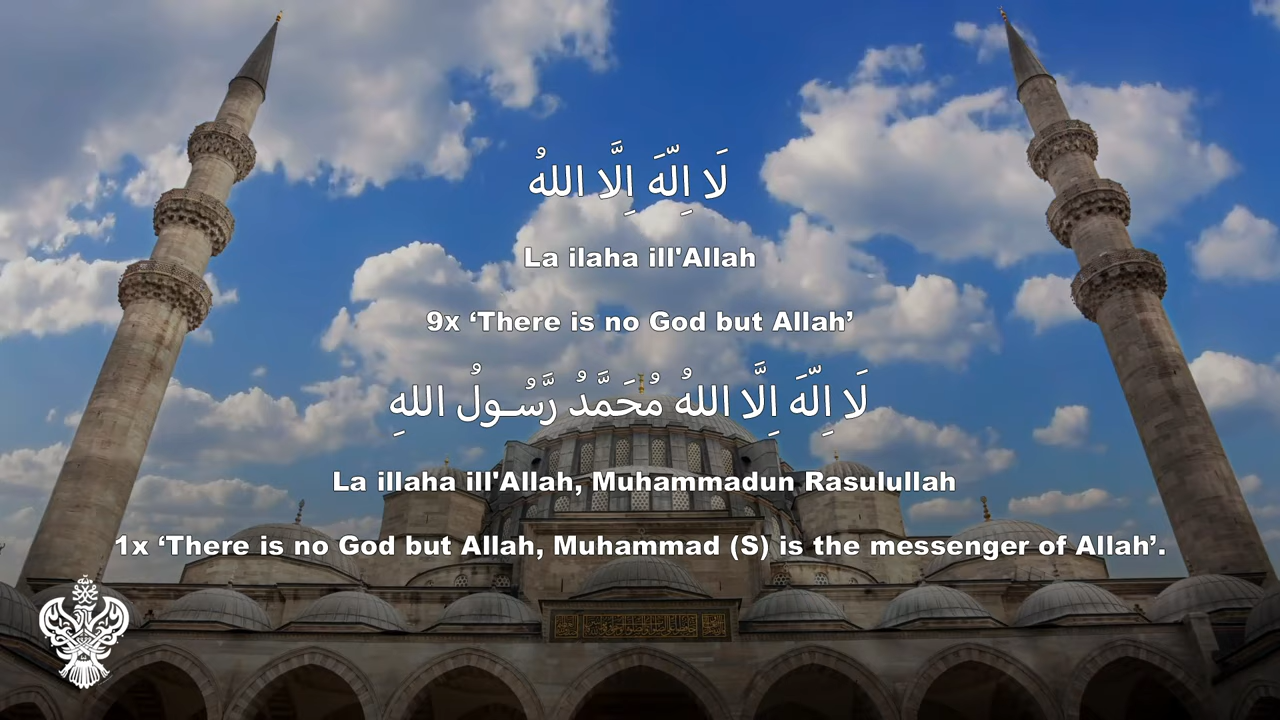 لَا اِلٰهَ اِلَّا اللهُ
La ilaha ill'Allah
9x ‘There is no God but Allah’
لَا اِلٰهَ اِلَّا اللهُ مُحَمَّدُ رَّسُـولُ اللهِ
La illaha ill'Allah, Muhammadun Rasulullah
1x ‘There is no God but Allah, Muhammad (S) is the messenger of Allah’.